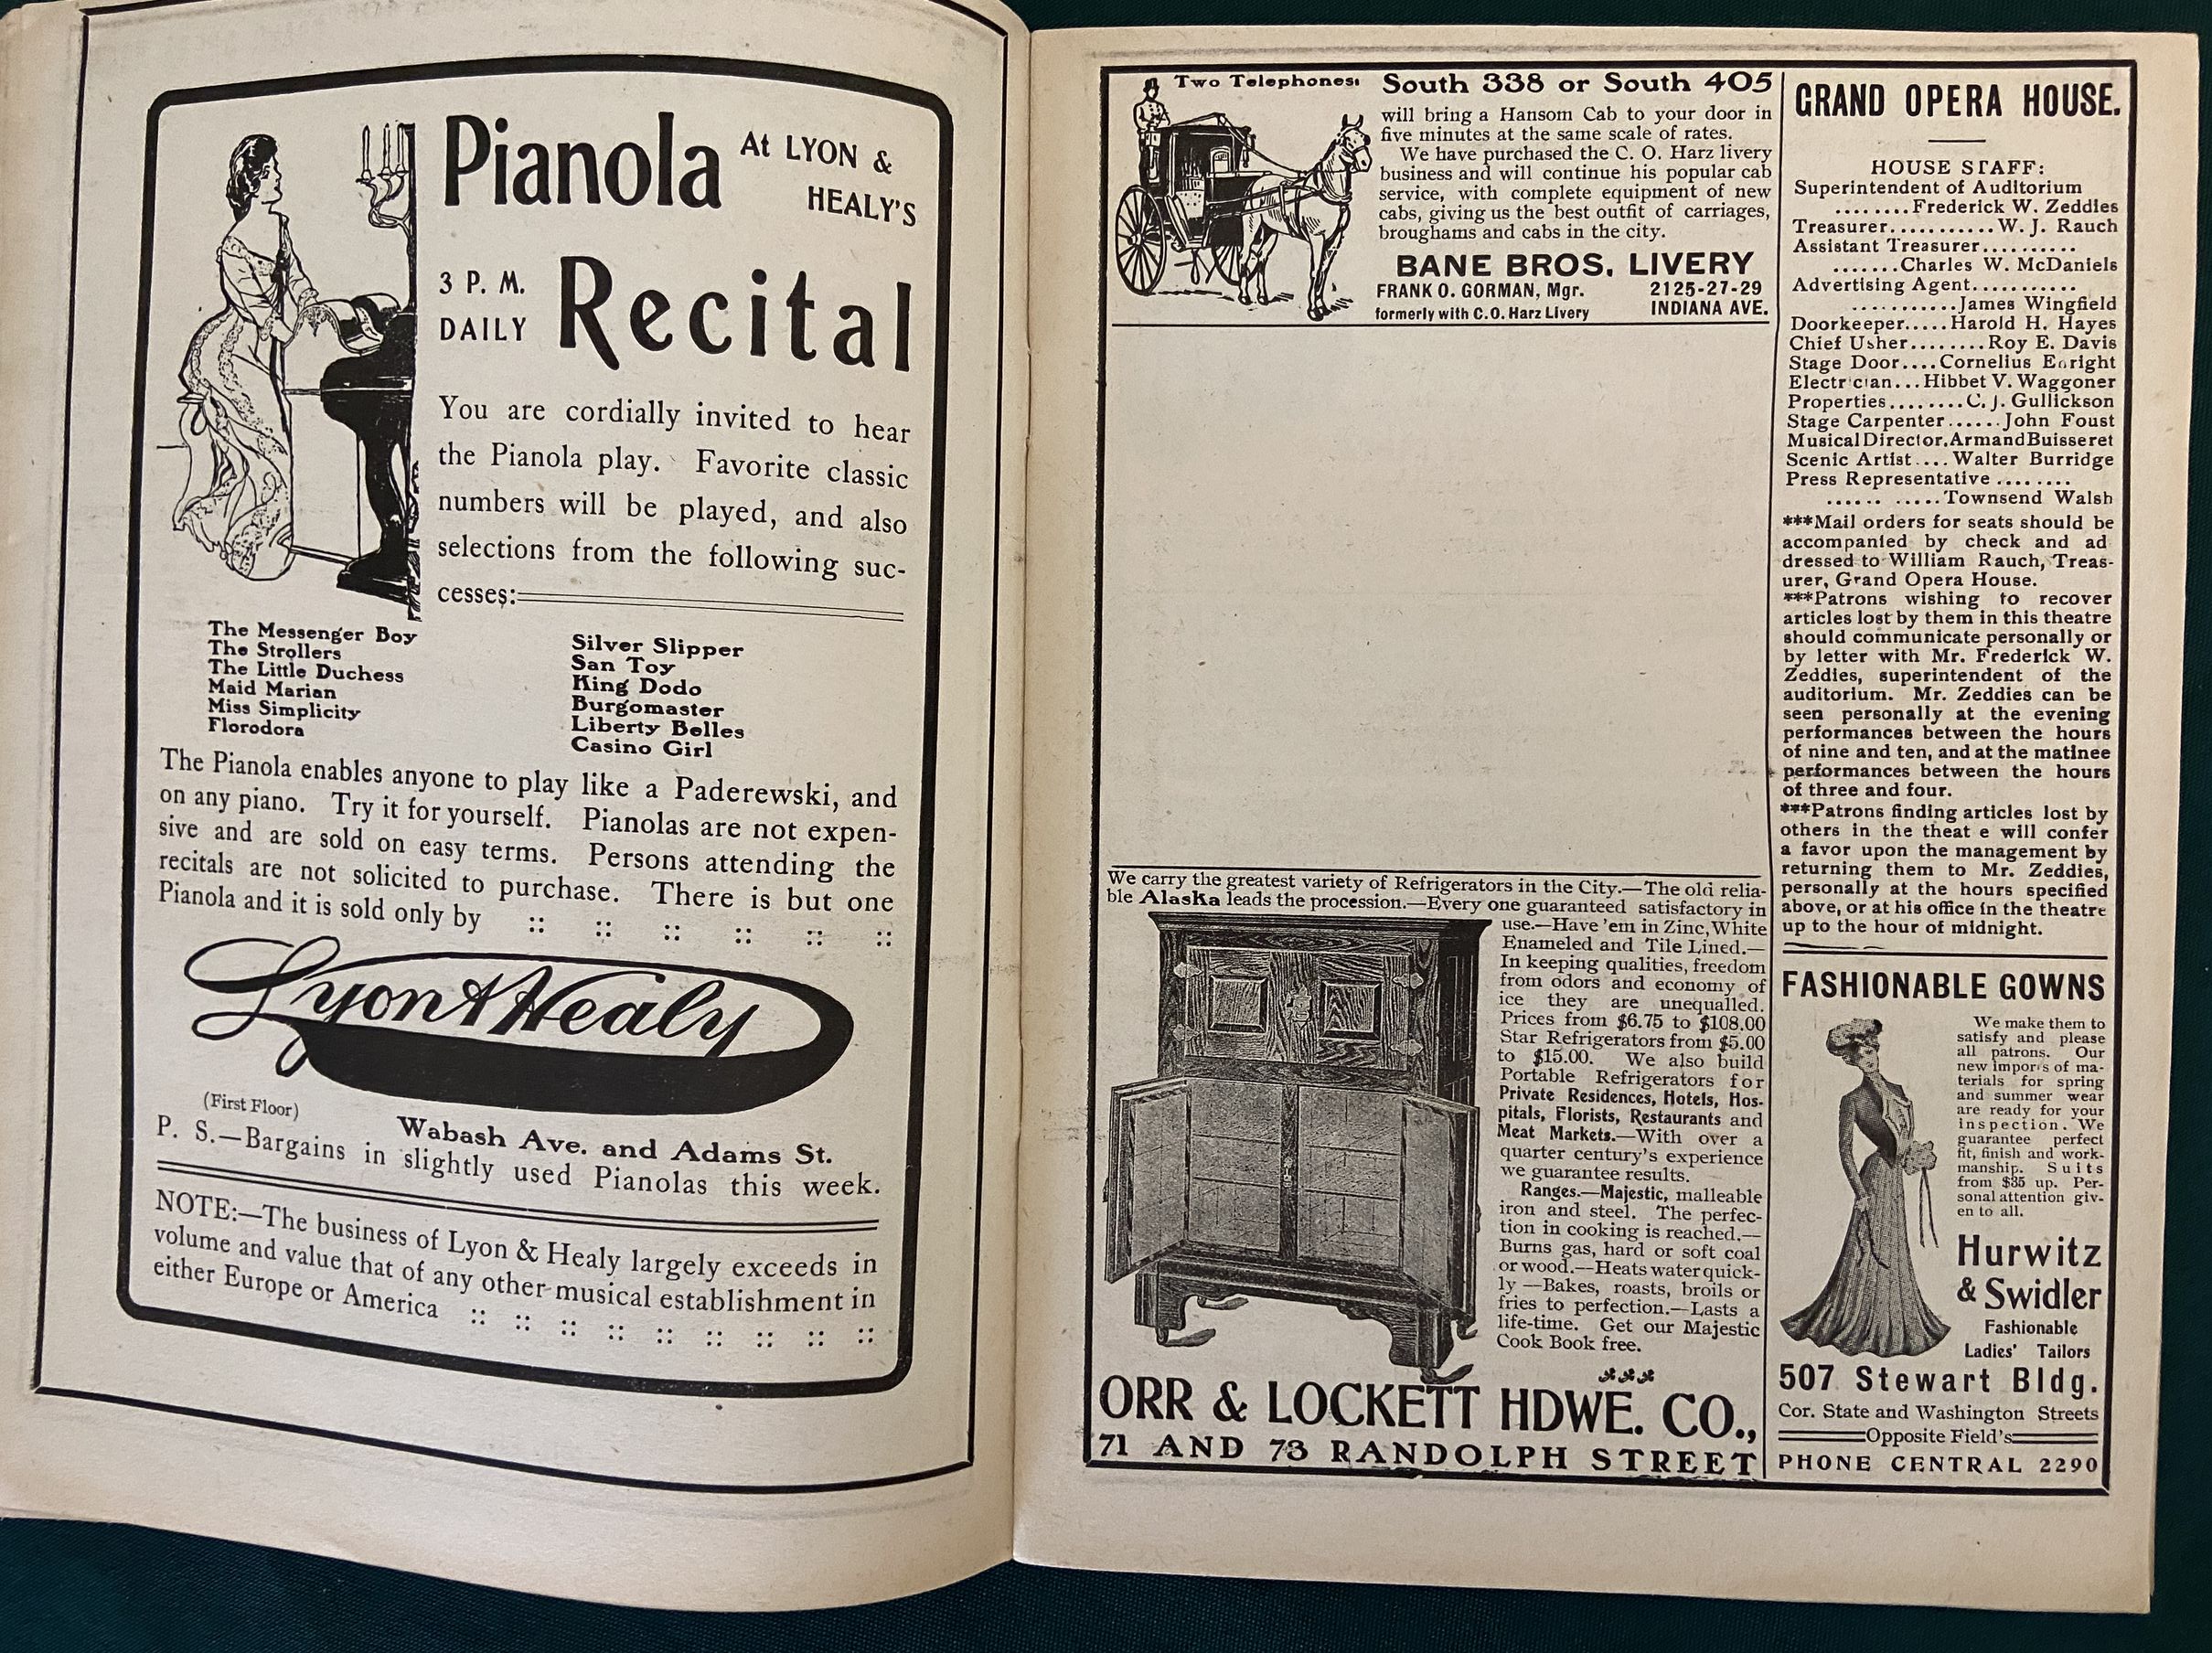 Pianola At LYON &
HEALY'S
3 P. M.
DAILY
Recital
You are cordially invited to hear
the Pianola play. Favorite classic
numbers will be played, and also
selections from the following suc-
cesses:
The Messenger Boy
The Strollers
The Little Duchess
Maid Marian
Miss Simplicity
Florodora
Silver Slipper
San Toy
King Dodo
Burgomaster
Liberty Belles
Casino Girl
The Pianola enables anyone to play like a Paderewski, and
on any piano. Try it for yourself. Pianolas are not expen-
sive and are sold on easy terms. Persons attending the
recitals are not solicited to purchase. There is but one
Pianola and it is sold only by :: :: :: :: :: ::
Lyon & Healy
(First Floor)
Wabash Ave. and Adams St.
P. S.—Bargains in slightly used Pianolas this week.
NOTE:—The business of Lyon & Healy largely exceeds in
volume and value that of any other musical establishment in
either Europe or America :: :: :: :: :: :: :: :: ::
Two Telephones: South 338 or South 405
will bring a Hansom Cab to your door in
five minutes at the same scale of rates.
We have purchased the C. O. Harz livery
business and will continue his popular cab
service, with complete equipment of new
cabs, giving us the best outfit of carriages,
broughams and cabs in the city.
BANE BROS. LIVERY
FRANK O. GORMAN, Mgr.
formerly with C. O. Harz Livery
2125-27-29
INDIANA AVE.
We carry the greatest variety of Refrigerators in the City.—The old relia-
ble Alaska leads the procession.—Every one guaranteed satisfactory in
use.—Have 'em in Zinc, White
Enameled and Tile Lined.—
In keeping qualities, freedom
from odors and economy of
ice they are unequalled.
Prices from $6.75 to $108.00
Star Refrigerators from $5.00
to $15.00. We also build
Portable Refrigerators for
Private Residences, Hotels, Hos-
pitals, Florists, Restaurants and
Meat Markets.—With over a
quarter century's experience
we guarantee results.
Ranges.—Majestic, malleable
iron and steel. The perfec-
tion in cooking is reached.—
Burns gas, hard or soft coal
or wood.—Heats water quick-
ly —Bakes, roasts, broils or
fries to perfection.—Lasts a
life-time. Get our Majestic
Cook Book free.
ORR & LOCKETT HDWE. CO.,
71 AND 73 RANDOLPH STREET
GRAND OPERA HOUSE.
HOUSE STAFF:
Superintendent of Auditorium
........Frederick W. Zeddies
Treasurer...........W. J. Rauch
Assistant Treasurer..........
.......Charles W. McDaniels
Advertising Agent...........
...........James Wingfield
Doorkeeper.....Harold H. Hayes
Chief Usher........Roy E. Davis
Stage Door....Cornelius Enright
Electrician...Hibbet V. Waggoner
Properties........C. J. Gullickson
Stage Carpenter......John Foust
Musical Director.Armand Buisseret
Scenic Artist....Walter Burridge
Press Representative ........
...... .....Townsend Walsh
***Mail orders for seats should be
accompanied by check and ad
dressed to William Rauch, Treas-
urer, Grand Opera House.
***Patrons wishing to recover
articles lost by them in this theatre
should communicate personally or
by letter with Mr. Frederick W.
Zeddies, superintendent of the
auditorium. Mr. Zeddies can be
seen personally at the evening
performances between the hours
of nine and ten, and at the matinee
performances between the hours
of three and four.
***Patrons finding articles lost by
others in the theat e will confer
a favor upon the management by
returning them to Mr. Zeddies,
personally at the hours specified
above, or at his office in the theatre
up to the hour of midnight.
FASHIONABLE GOWNS
We make them to
satisfy and please
all patrons. Our
new imports of ma-
terials for spring
and summer wear
are ready for your
inspection. We
guarantee perfect
fit, finish and work-
manship. Suits
from $35 up. Per-
sonal attention giv-
en to all.
Hurwitz
& Swidler
Fashionable
Ladies' Tailors
507 Stewart Bldg.
Cor. State and Washington Streets
Opposite Field's
PHONE CENTRAL 2290